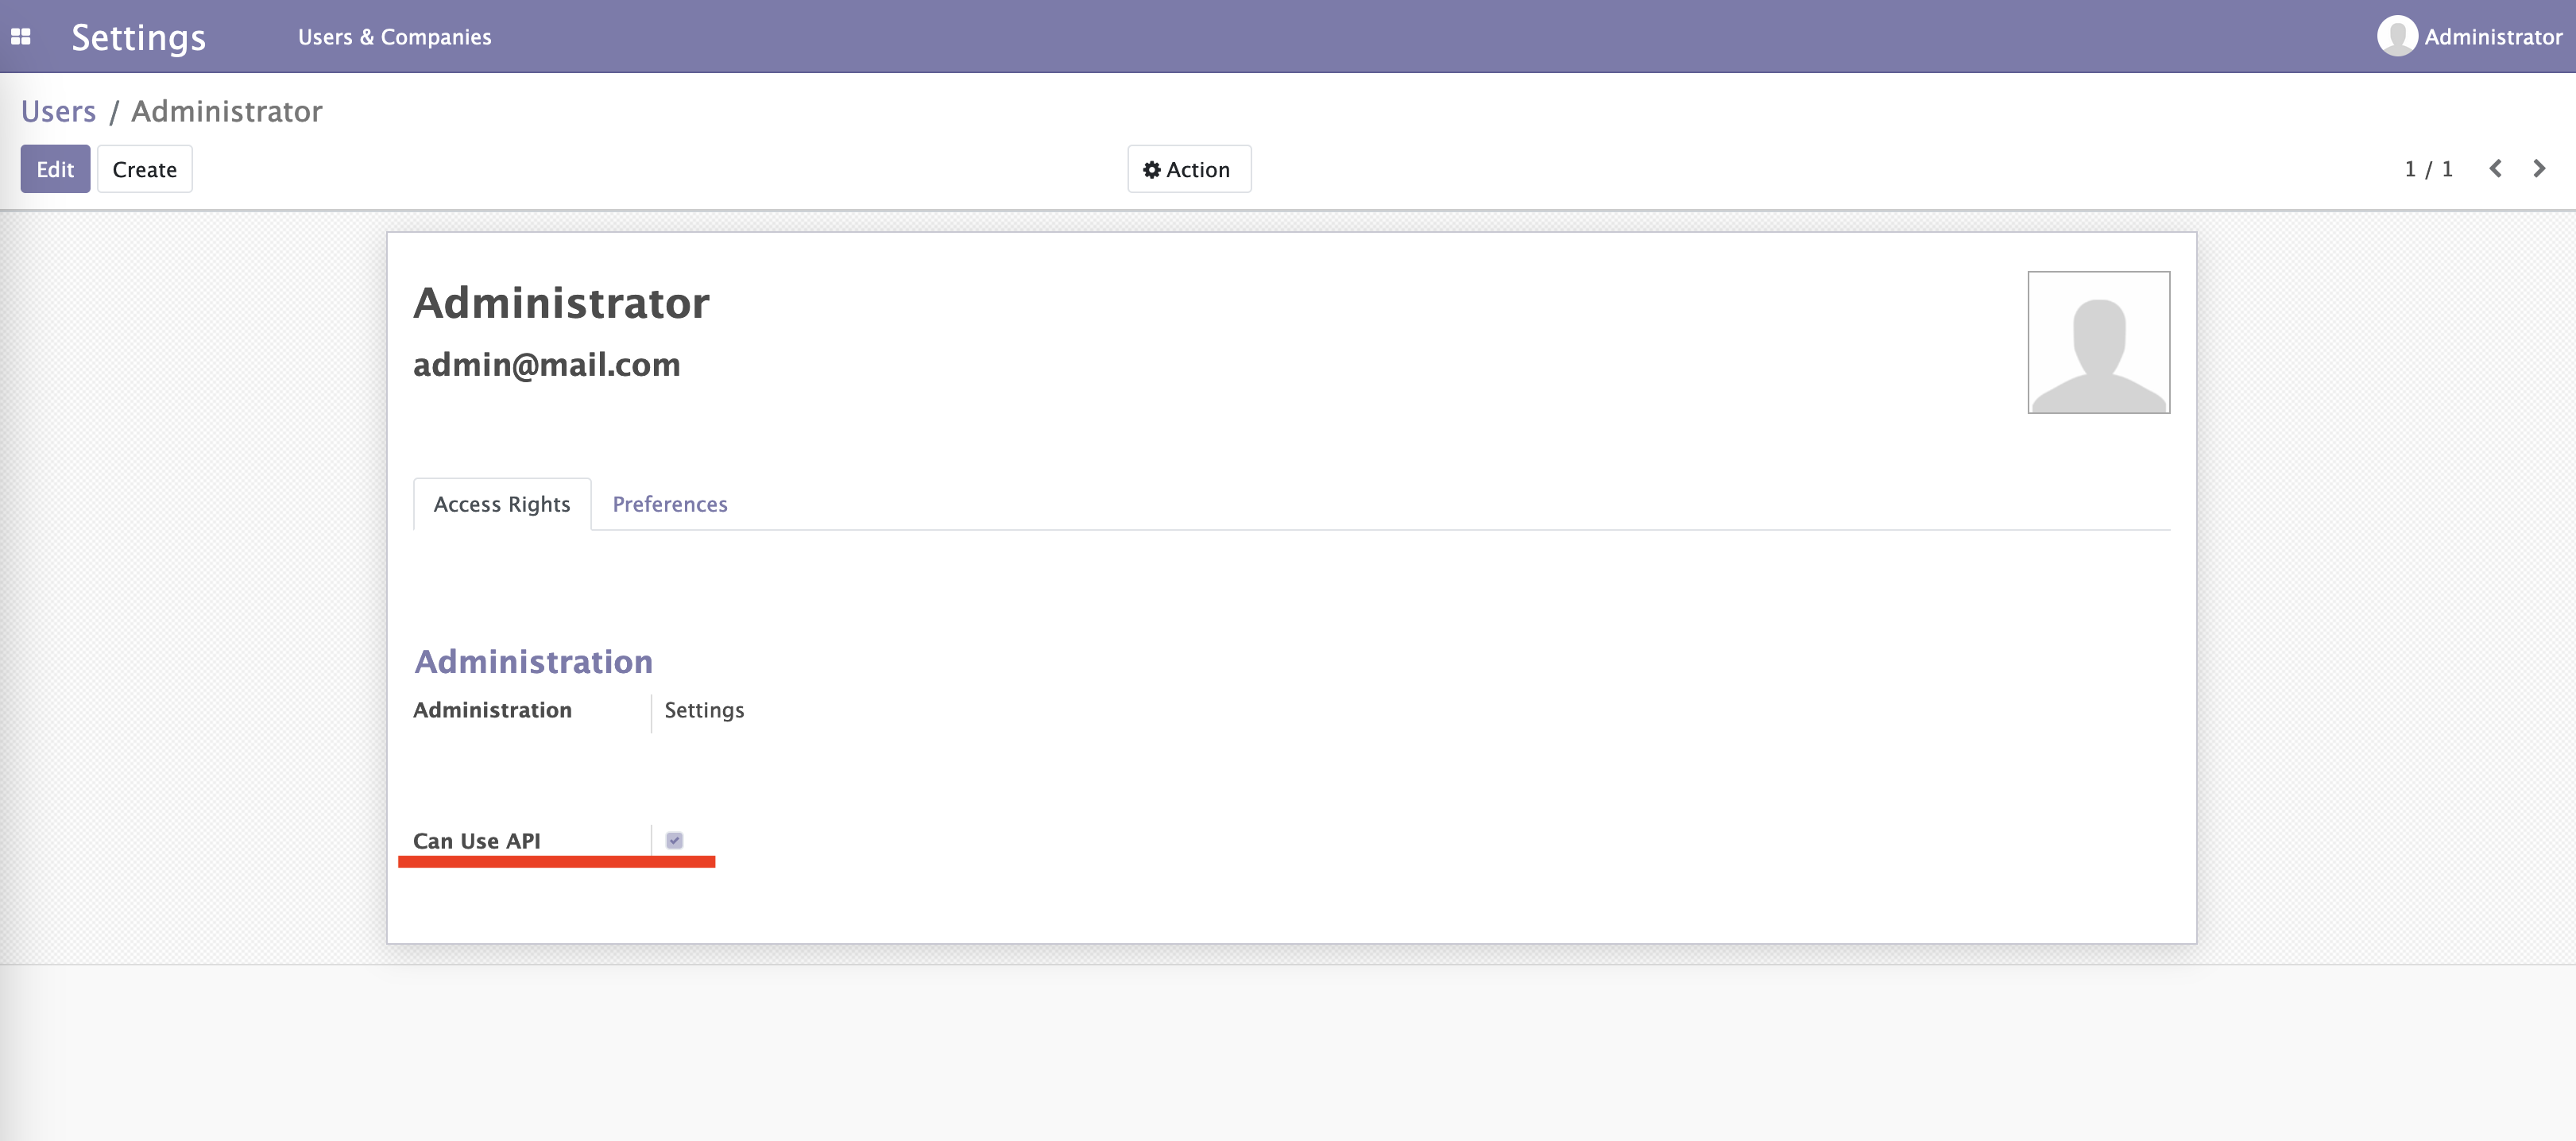 Settings Users & Companies Administrator
Users / Administrator
Edit Create Action 1 / 1
Administrator
admin@mail.com
Access Rights Preferences
Administration
Administration Settings
Can Use API